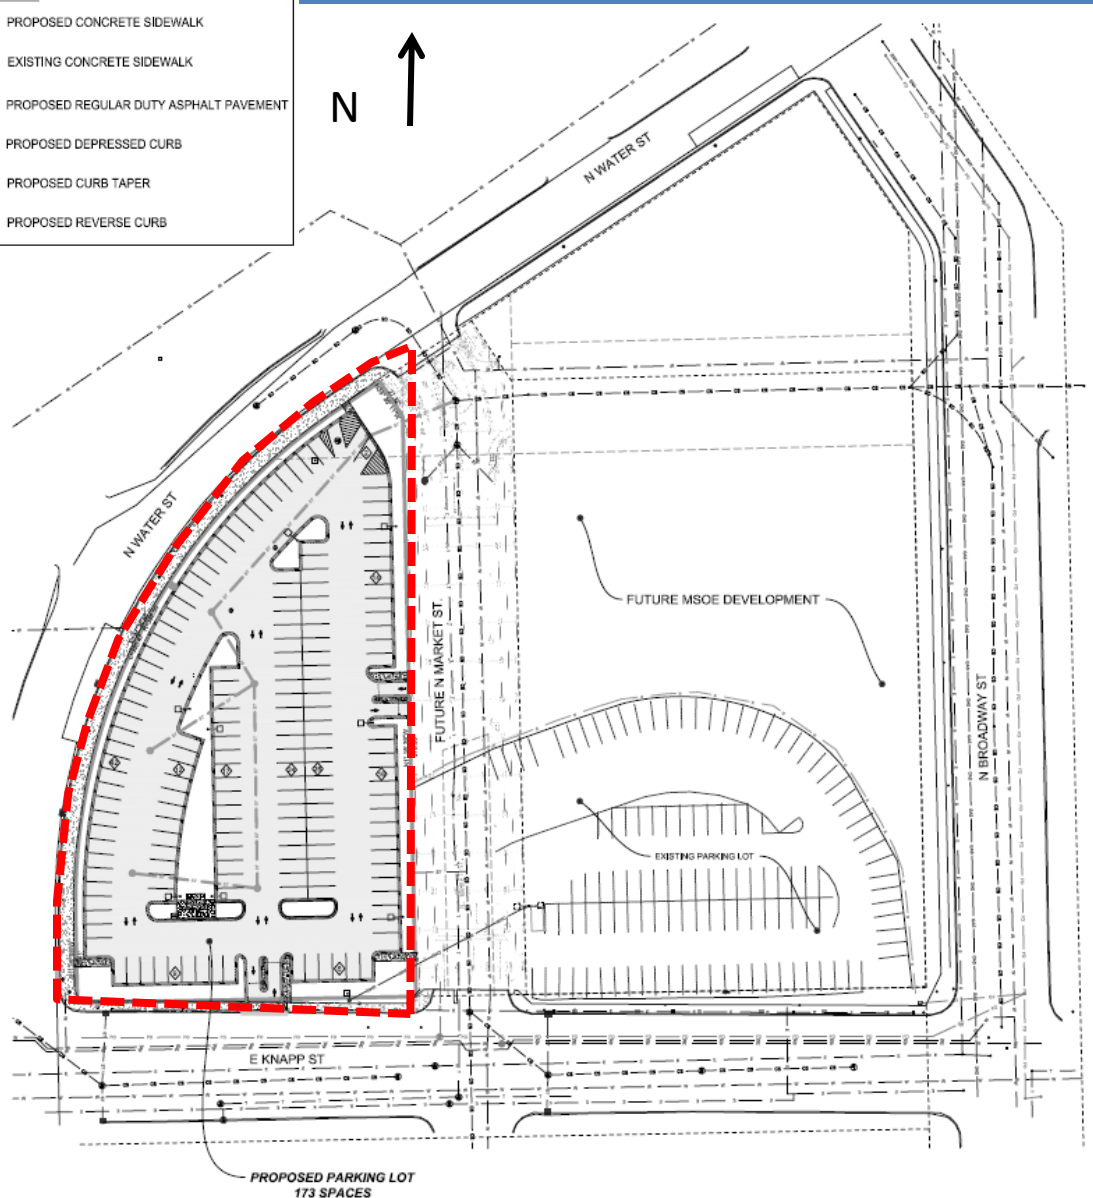 PROPOSED CONCRETE SIDEWALK
EXISTING CONCRETE SIDEWALK
PROPOSED REGULAR DUTY ASPHALT PAVEMENT
PROPOSED DEPRESSED CURB
PROPOSED CURB TAPER
PROPOSED REVERSE CURB
N
N WATER ST
N WATER ST
FUTURE N MARKET ST.
FUTURE MSOE DEVELOPMENT
N BROADWAY ST
EXISTING PARKING LOT
E KNAPP ST
PROPOSED PARKING LOT
173 SPACES